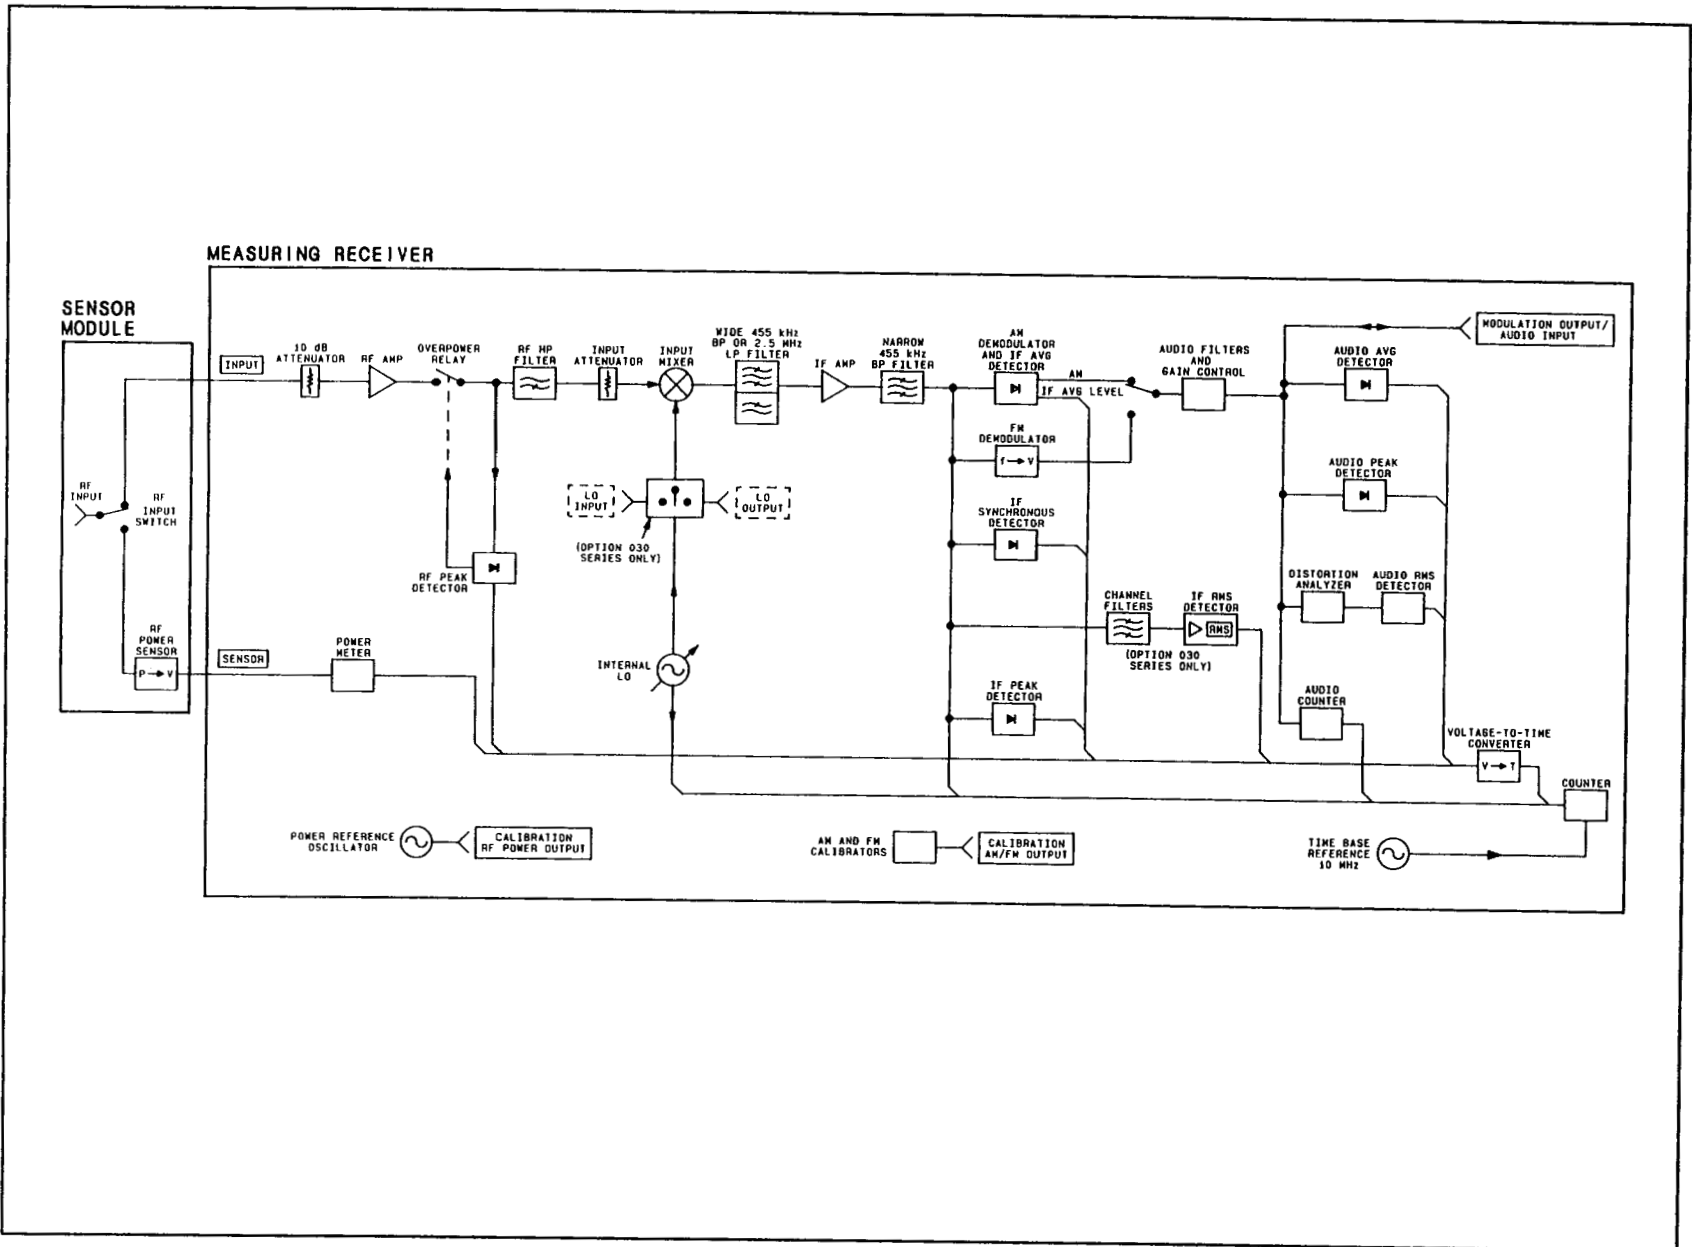 MEASURING RECEIVER
SENSOR
MODULE
INPUT
10 dB
ATTENUATOR
RF AMP
OVERPOWER
RELAY
RF HP
FILTER
INPUT
ATTENUATOR
INPUT
MIXER
WIDE 455 kHz
BP OR 2.5 MHz
LP FILTER
IF AMP
NARROW
455 kHz
BP FILTER
AM
DEMODULATOR
AND IF AVG
DETECTOR
AM
IF AVG LEVEL
AUDIO FILTERS
AND
GAIN CONTROL
MODULATION OUTPUT/
AUDIO INPUT
AUDIO AVG
DETECTOR
FM
DEMODULATOR
f → V
AUDIO PEAK
DETECTOR
RF
INPUT
RF
INPUT
SWITCH
LO
INPUT
LO
OUTPUT
(OPTION 030
SERIES ONLY)
IF
SYNCHRONOUS
DETECTOR
RF PEAK
DETECTOR
DISTORTION
ANALYZER
AUDIO RMS
DETECTOR
CHANNEL
FILTERS
IF RMS
DETECTOR
RMS
(OPTION 030
SERIES ONLY)
RF
POWER
SENSOR
P → V
SENSOR
POWER
METER
INTERNAL
LO
IF PEAK
DETECTOR
AUDIO
COUNTER
VOLTAGE-TO-TIME
CONVERTER
V → T
COUNTER
POWER REFERENCE
OSCILLATOR
CALIBRATION
RF POWER OUTPUT
AM AND FM
CALIBRATORS
CALIBRATION
AM/FM OUTPUT
TIME BASE
REFERENCE
10 MHz